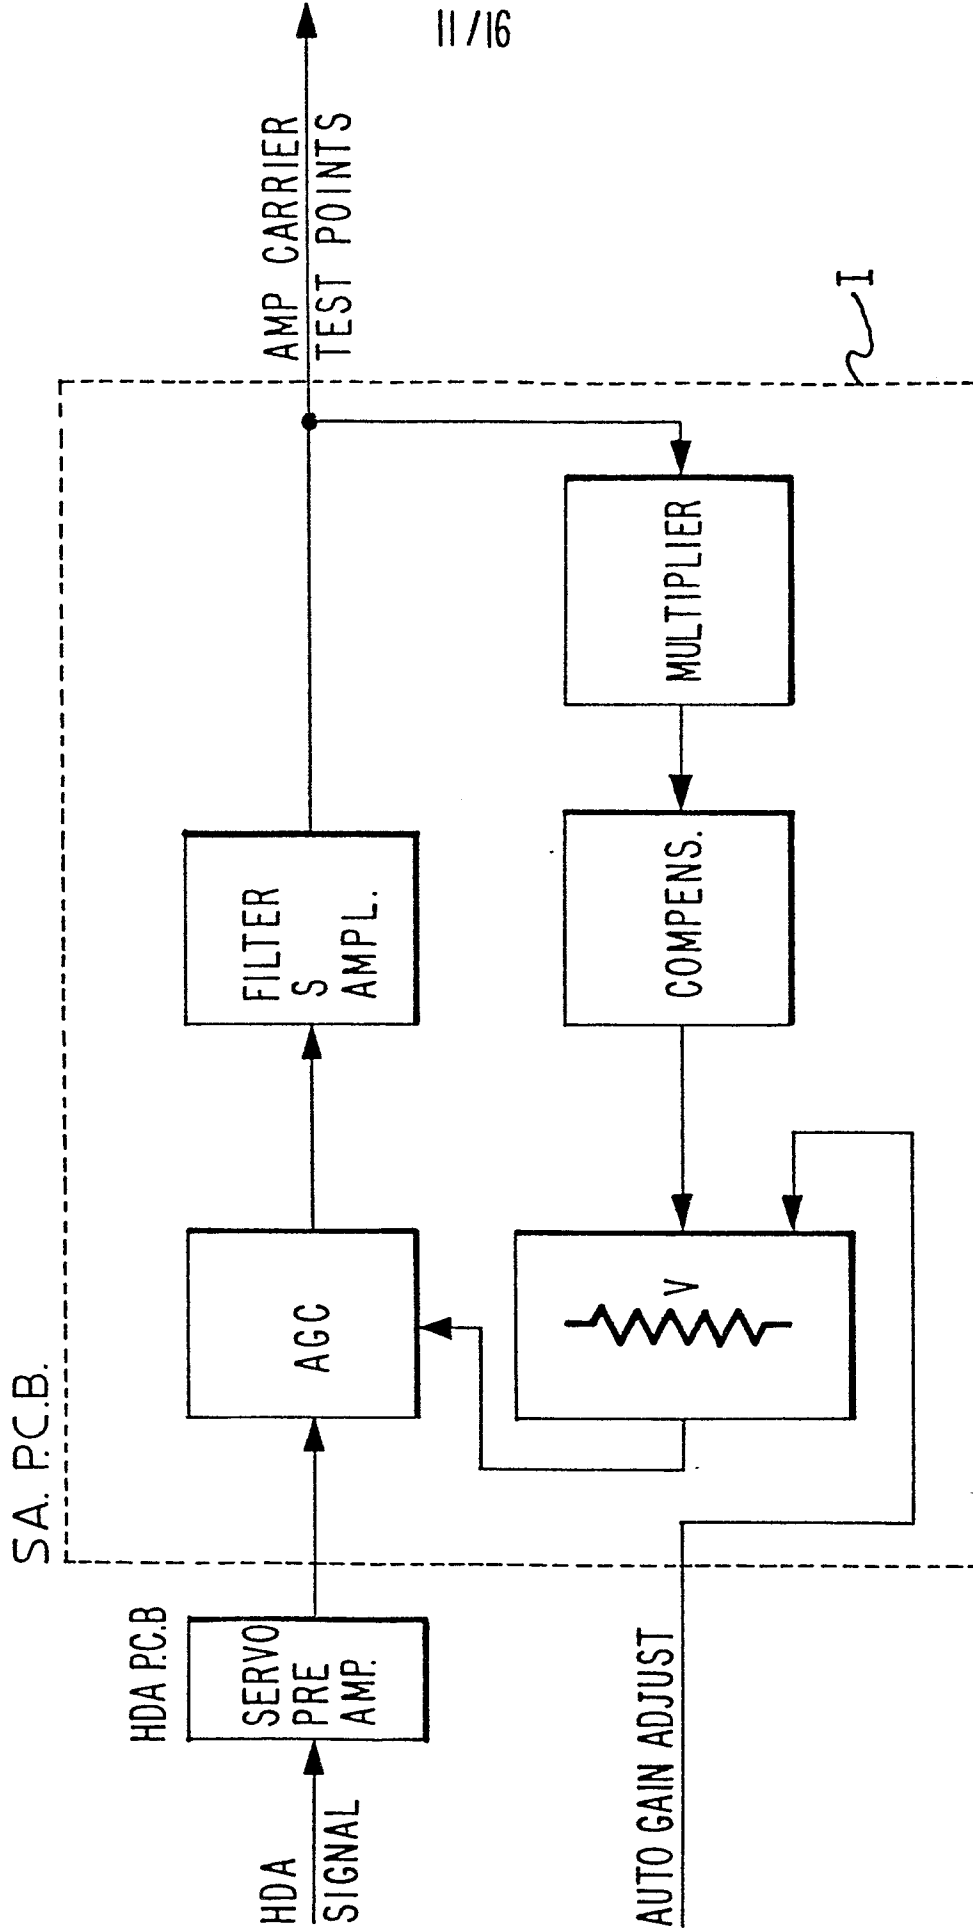 11/16
SA. P.C.B.
HDA P.C.B
HDA
SIGNAL
SERVO
PRE
AMP.
AGC
FILTER
S
AMPL.
AMP CARRIER
TEST POINTS
AUTO GAIN ADJUST
V
COMPENS.
MULTIPLIER
I